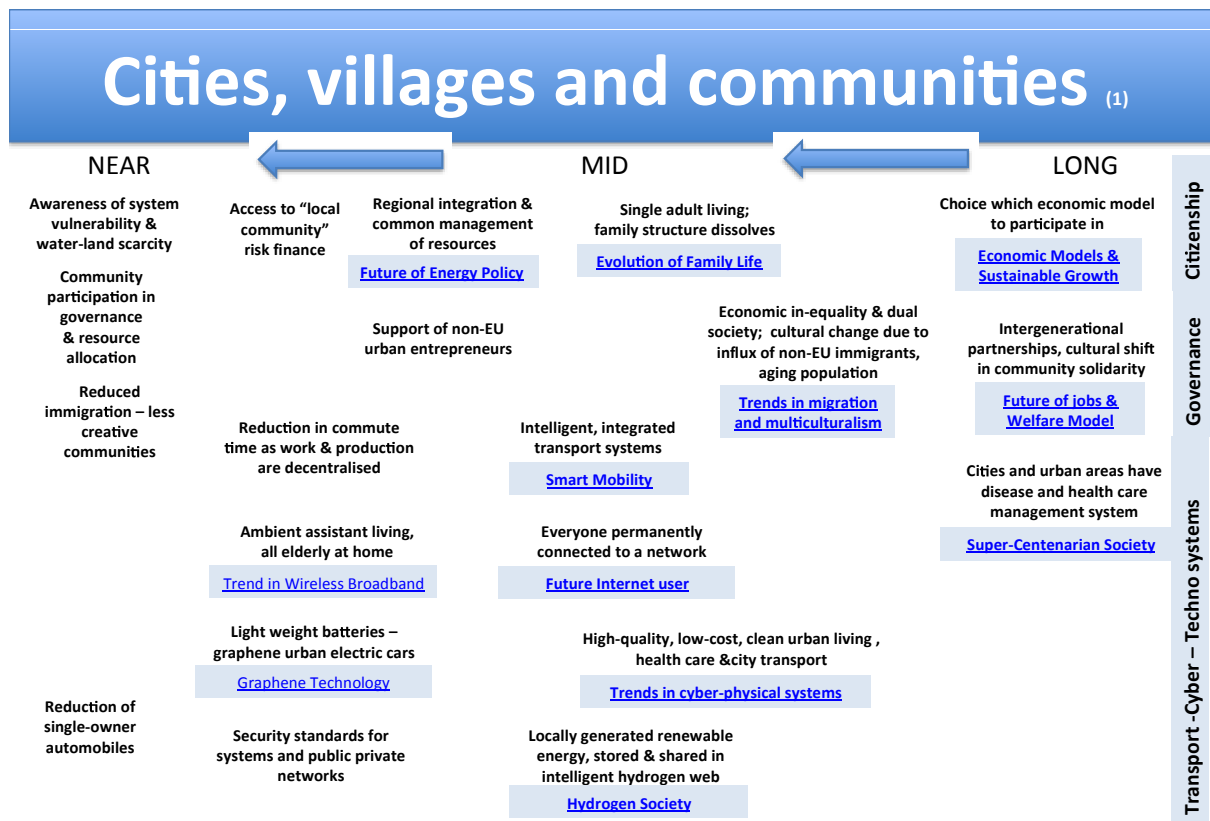 Cities, villages and communities (1)
NEAR
MID
LONG
Awareness of system
vulnerability &
water-land scarcity
Access to “local
community”
risk finance
Regional integration &
common management
of resources
Future of Energy Policy
Single adult living;
family structure dissolves
Evolution of Family Life
Choice which economic model
to participate in
Economic Models &
Sustainable Growth
Citizenship
Community
participation in
governance
& resource
allocation
Support of non-EU
urban entrepreneurs
Economic in-equality & dual
society;  cultural change due to
influx of non-EU immigrants,
aging population
Trends in migration
and multiculturalism
Intergenerational
partnerships, cultural shift
in community solidarity
Future of jobs &
Welfare Model
Governance
Reduced
immigration – less
creative
communities
Reduction in commute
time as work & production
are decentralised
Intelligent, integrated
transport systems
Smart Mobility
Cities and urban areas have
disease and health care
management system
Super-Centenarian Society
Ambient assistant living,
all elderly at home
Trend in Wireless Broadband
Everyone permanently
connected to a network
Future Internet user
Light weight batteries –
graphene urban electric cars
Graphene Technology
High-quality, low-cost, clean urban living ,
health care &city transport
Trends in cyber-physical systems
Reduction of
single-owner
automobiles
Security standards for
systems and public private
networks
Locally generated renewable
energy, stored & shared in
intelligent hydrogen web
Hydrogen Society
Transport -Cyber – Techno systems